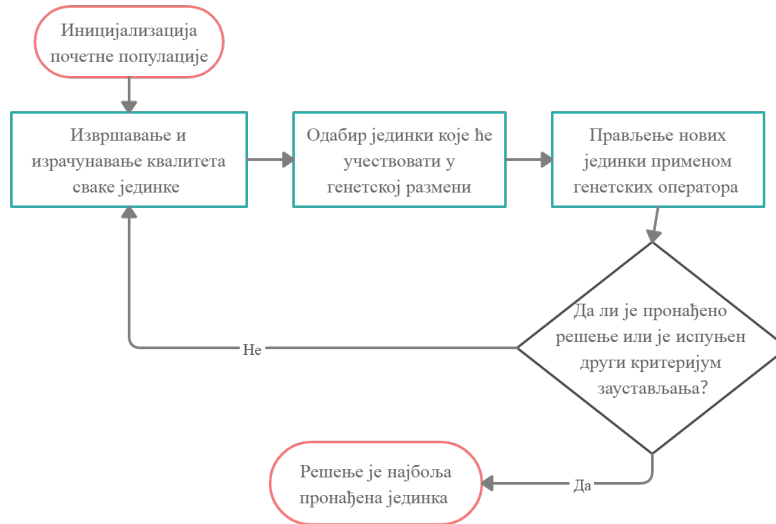 Иницијализација
почетне популације
Извршавање и
израчунавање квалитета
сваке јединке
Одабир јединки које ће
учествовати у
генетској размени
Прављење нових
јединки применом
генетских оператора
Да ли је пронађено
решење или је испуњен
други критеријум
заустављања?
Не
Да
Решење је најбоља
пронађена јединка